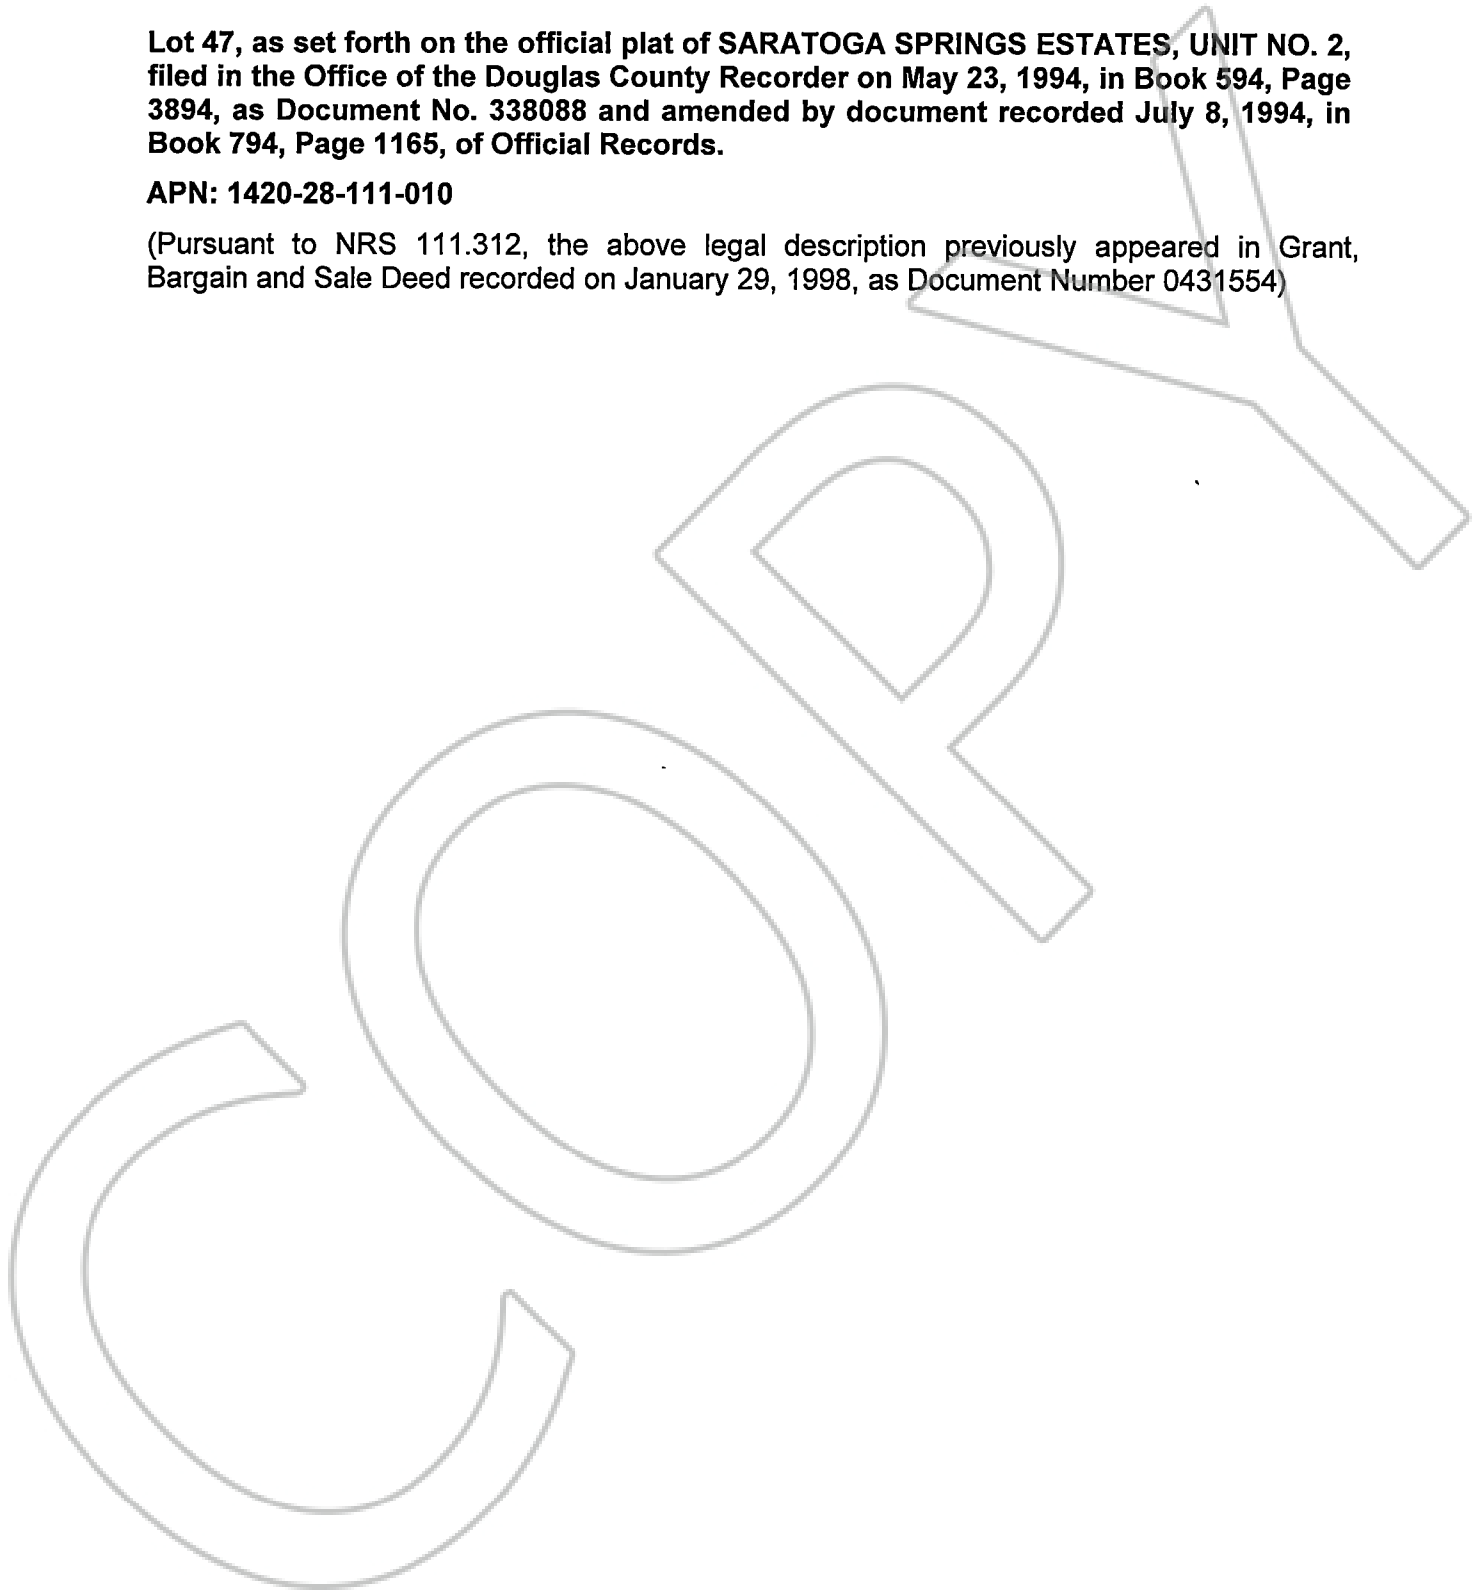 Lot 47, as set forth on the official plat of SARATOGA SPRINGS ESTATES, UNIT NO. 2,
filed in the Office of the Douglas County Recorder on May 23, 1994, in Book 594, Page
3894, as Document No. 338088 and amended by document recorded July 8, 1994, in
Book 794, Page 1165, of Official Records.
APN: 1420-28-111-010
(Pursuant to NRS 111.312, the above legal description previously appeared in Grant,
Bargain and Sale Deed recorded on January 29, 1998, as Document Number 0431554)
COPY